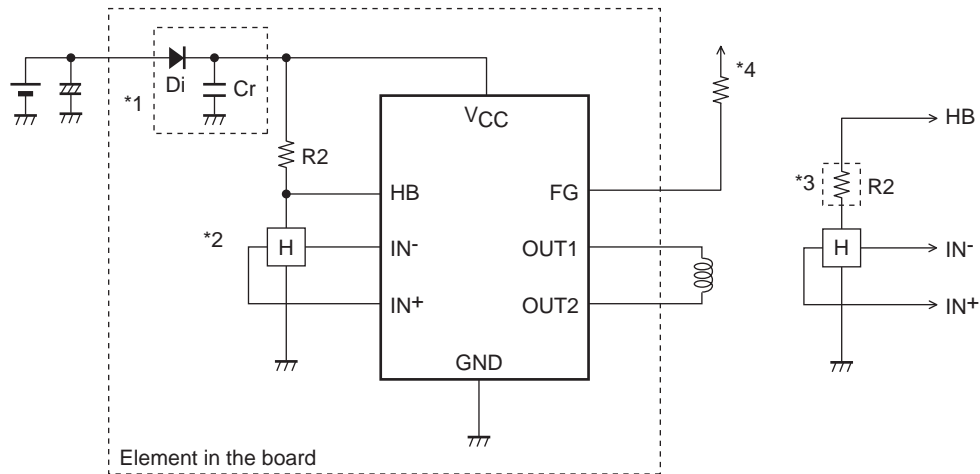 *1
Di
Cr
*4
VCC
R2
HB
FG
*2
H
IN-
OUT1
IN+
OUT2
GND
Element in the board
HB
*3
R2
H
IN-
IN+